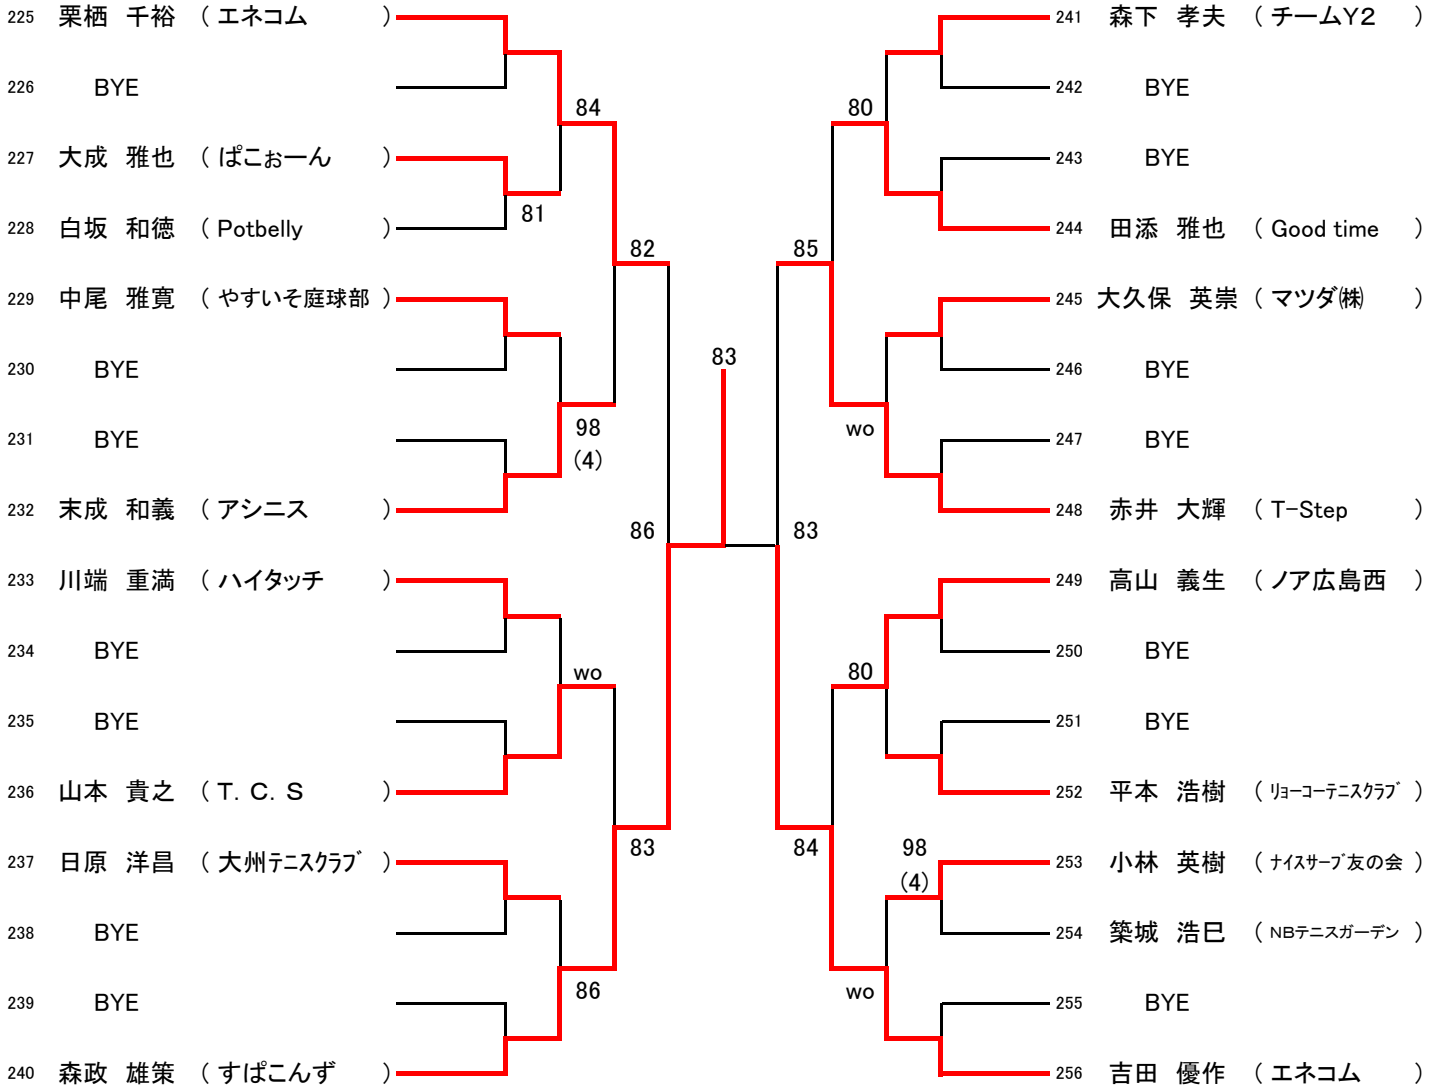 225 栗栖 千裕 （ エネコム ）
226 BYE
84
227 大成 雅也 （ ぱこぉーん ）
81
228 白坂 和徳 （ Potbelly ）
82
229 中尾 雅寛 （ やすいそ庭球部 ）
230 BYE
98
(4)
231 BYE
232 末成 和義 （ アシニス ）
86
233 川端 重満 （ ハイタッチ ）
234 BYE
wo
235 BYE
236 山本 貴之 （ T. C. S ）
83
237 日原 洋昌 （ 大州テニスクラブ ）
238 BYE
86
239 BYE
240 森政 雄策 （ すぱこんず ）
83
241 森下 孝夫 （ チームY2 ）
242 BYE
80
243 BYE
244 田添 雅也 （ Good time ）
85
245 大久保 英崇 （ マツダ㈱ ）
246 BYE
wo
247 BYE
248 赤井 大輝 （ T-Step ）
83
249 高山 義生 （ ノア広島西 ）
250 BYE
80
251 BYE
252 平本 浩樹 （ リョーコーテニスクラブ ）
84
98
(4)
253 小林 英樹 （ ナイスサーブ友の会 ）
254 築城 浩巳 （ NBテニスガーデン ）
wo
255 BYE
256 吉田 優作 （ エネコム ）